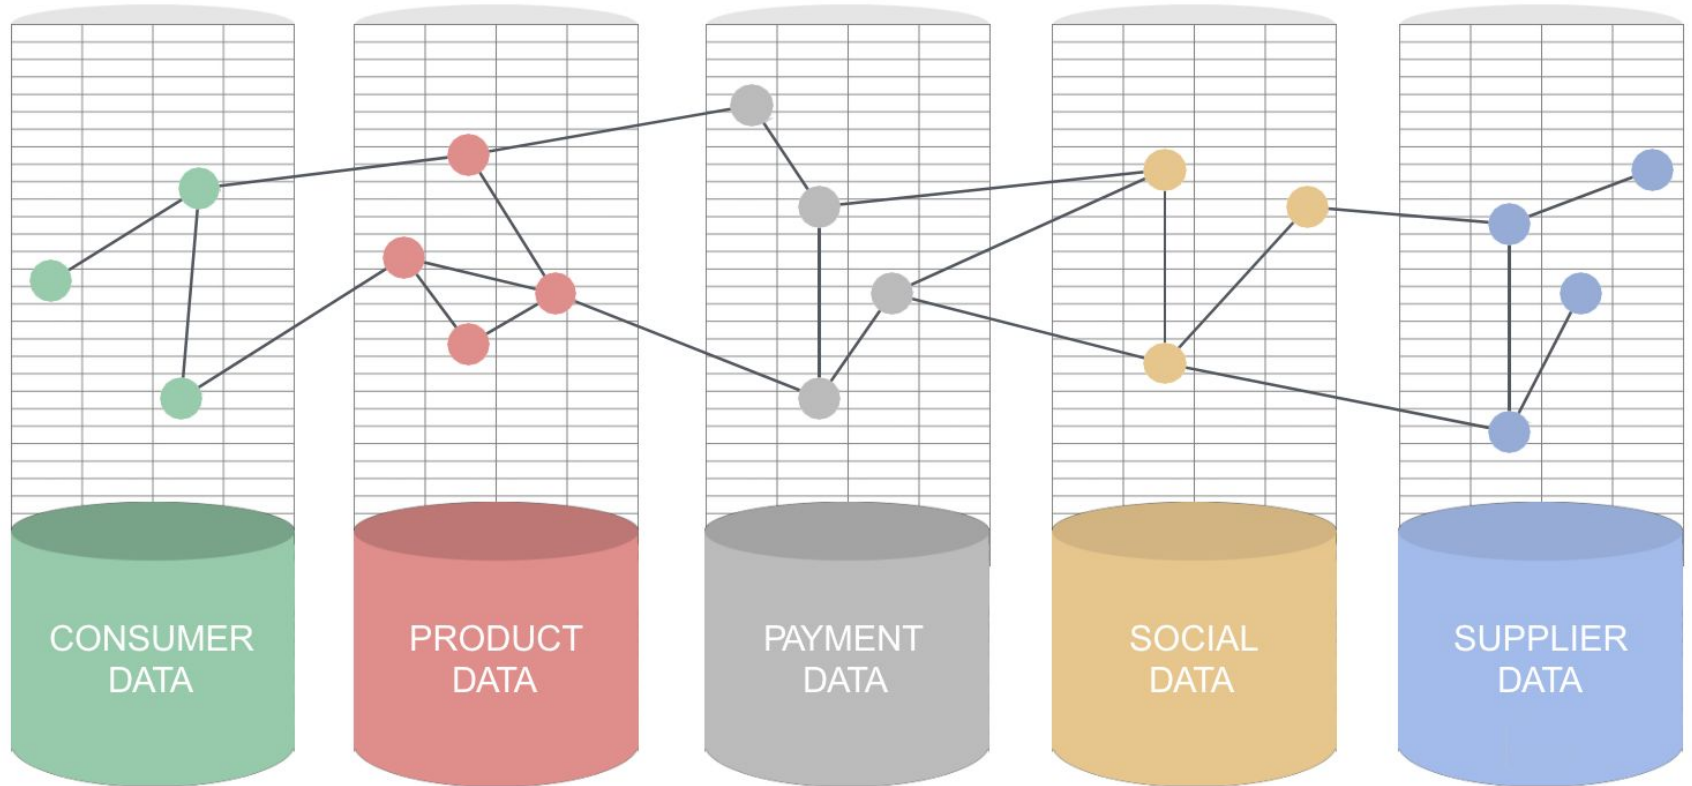 CONSUMER
DATA
PRODUCT
DATA
PAYMENT
DATA
SOCIAL
DATA
SUPPLIER
DATA